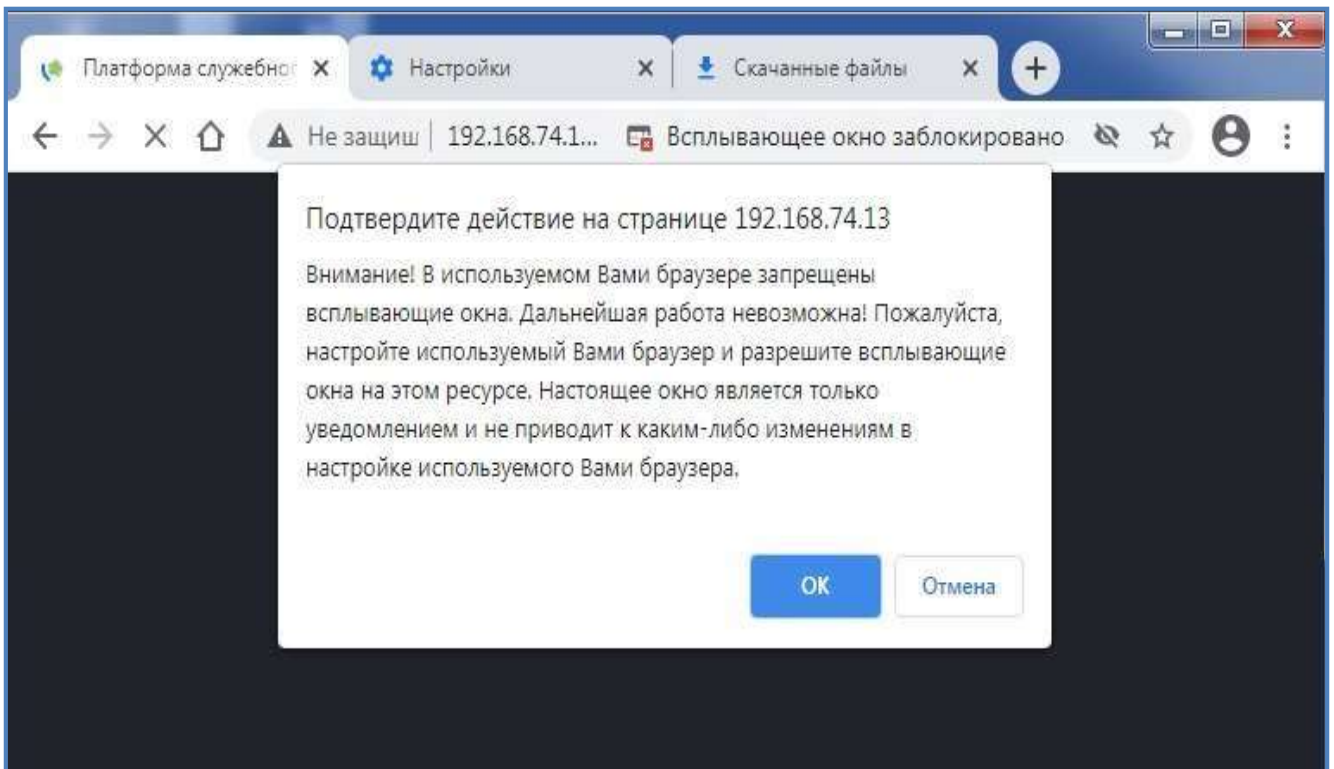 Платформа служебног
Настройки
Скачанные файлы
Не защищ 192.168.74.1... Всплывающее окно заблокировано
Подтвердите действие на странице 192.168.74.13
Внимание! В используемом Вами браузере запрещены
всплывающие окна. Дальнейшая работа невозможна! Пожалуйста,
настройте используемый Вами браузер и разрешите всплывающие
окна на этом ресурсе. Настоящее окно является только
уведомлением и не приводит к каким-либо изменениям в
настройке используемого Вами браузера.
ОК
Отмена